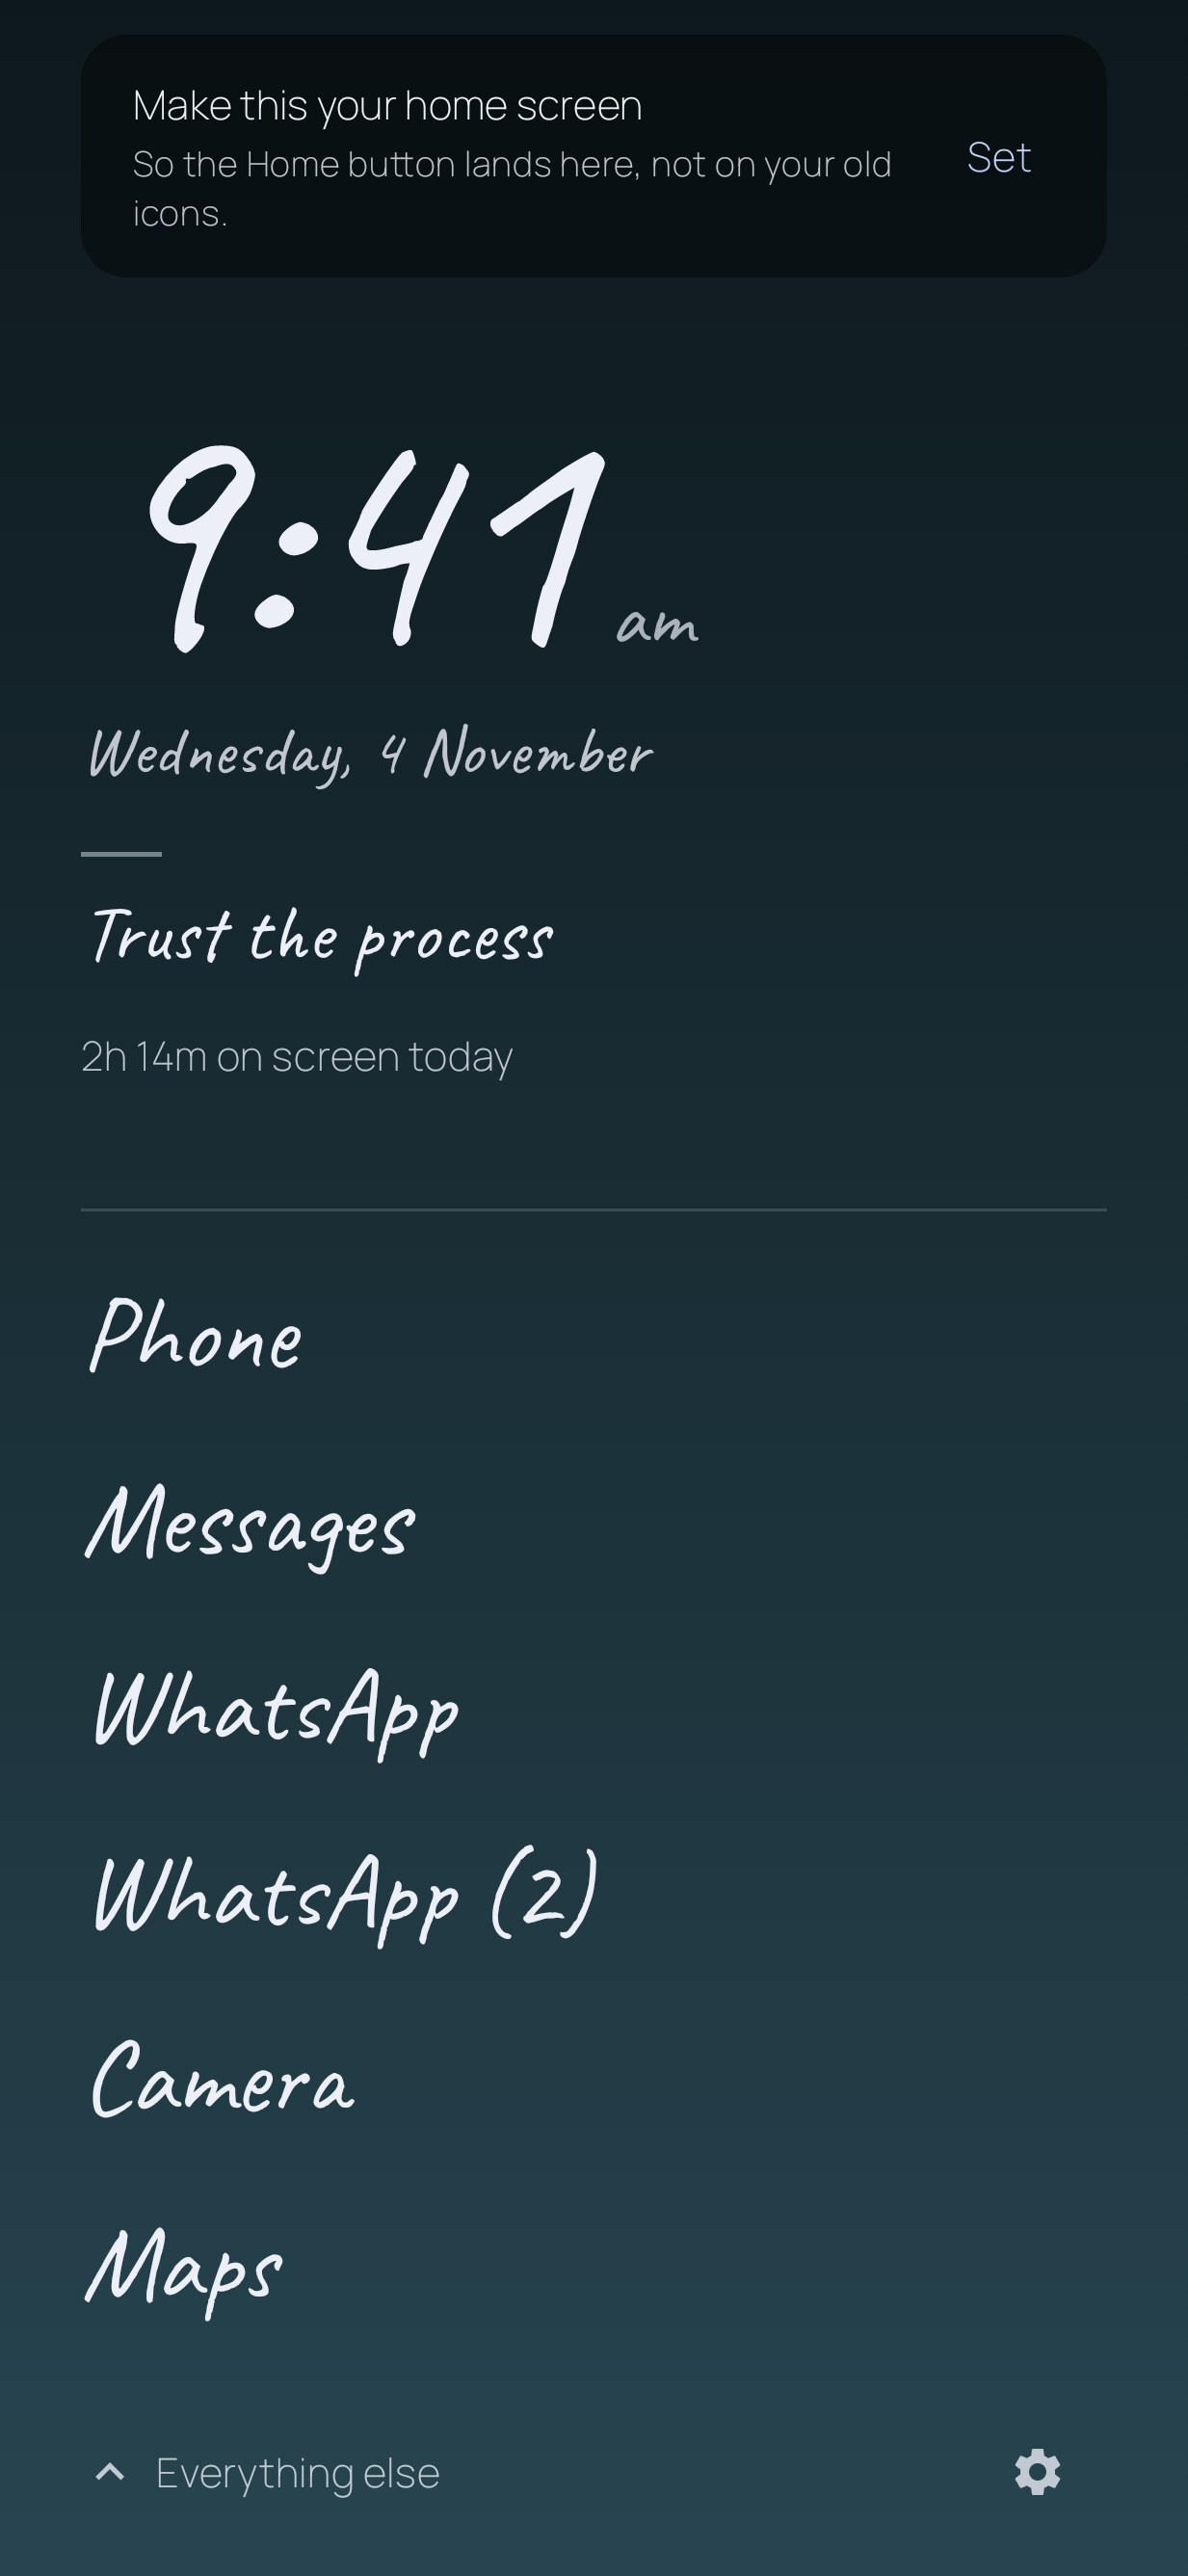 Make this your home screen
So the Home button lands here, not on your old
icons.
Set
9:41 am
Wednesday, 4 November
Trust the process
2h 14m on screen today
Phone
Messages
WhatsApp
WhatsApp (2)
Camera
Maps
Everything else